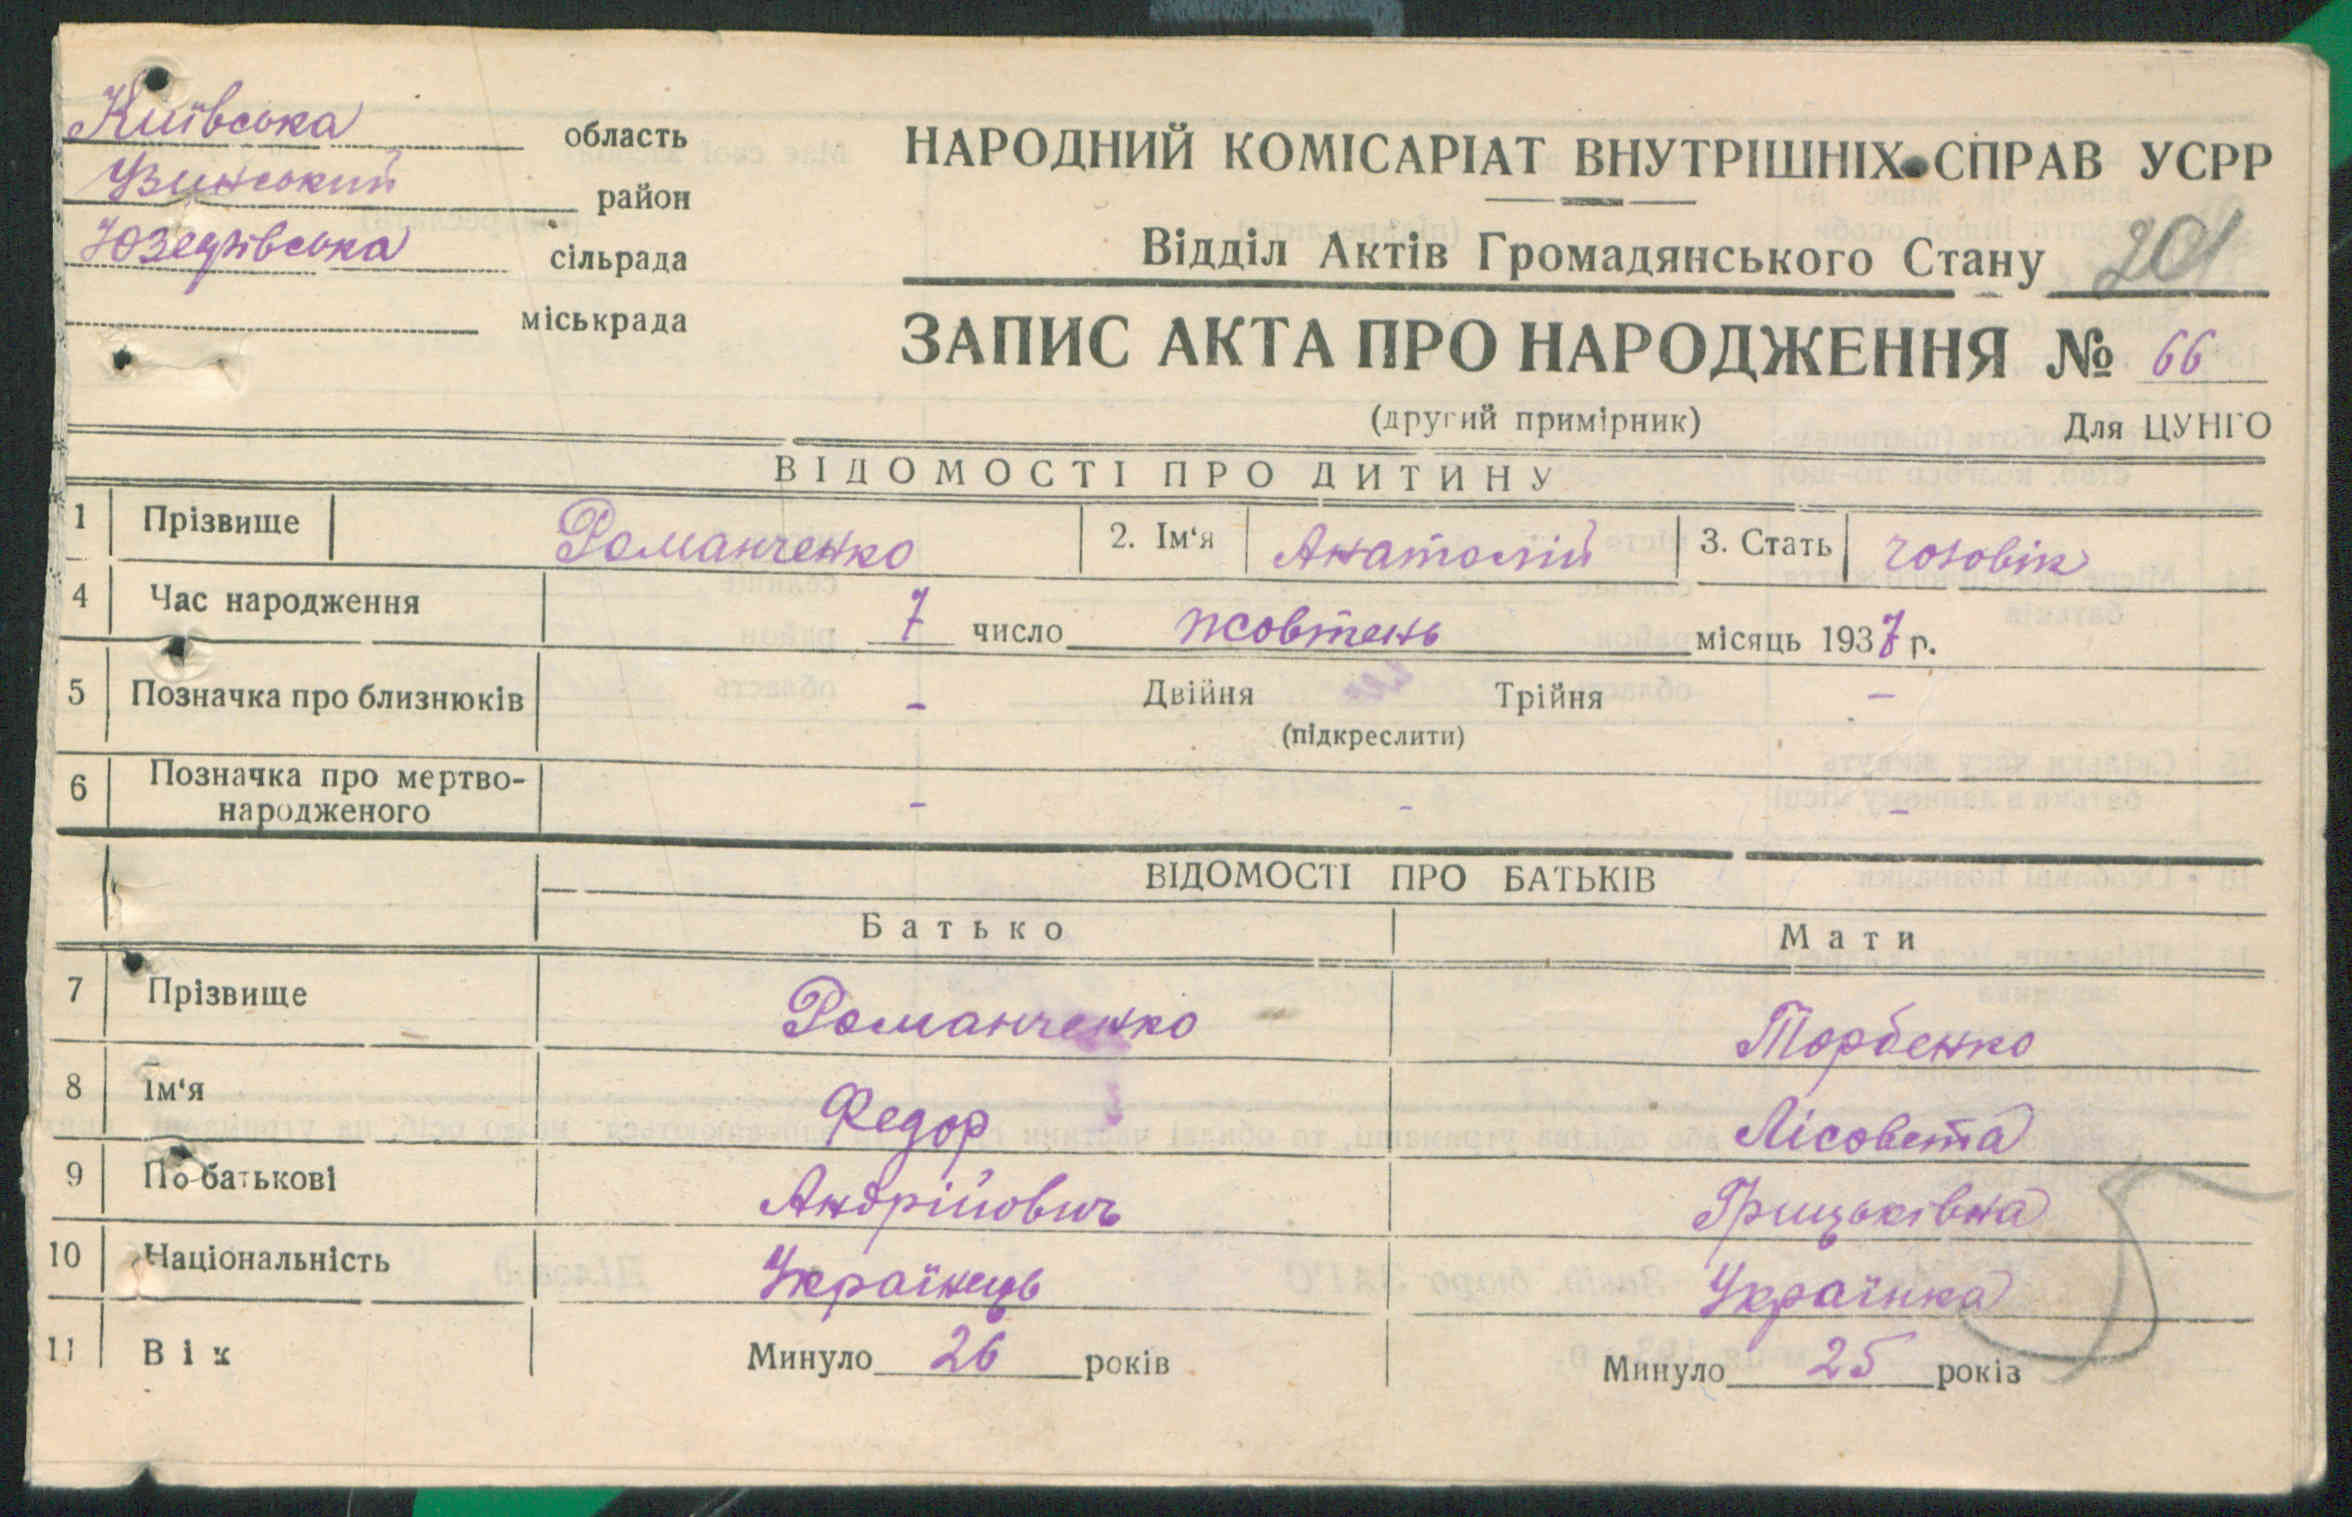 Київська область
Узинський район
Юзефівська сільрада
міськрада
НАРОДНИЙ КОМІСАРІАТ ВНУТРІШНІХ СПРАВ УСРР
Відділ Актів Громадянського Стану 201
ЗАПИС АКТА ПРО НАРОДЖЕННЯ № 66
(другий примірник) Для ЦУНГО
ВІДОМОСТІ ПРО ДИТИНУ
1 Прізвище Романченко 2. Ім‘я Анатолій 3. Стать чоловік
4 Час народження 7 число жовтень місяць 1937 р.
5 Позначка про близнюків - Двійня Трійня -
(підкреслити)
6 Позначка про мертво-
народженого - - -
ВІДОМОСТІ ПРО БАТЬКІВ
Батько Мати
7 Прізвище Романченко Торбенко
8 Ім‘я Федор Лісовета
9 По батькові Андрійович Грицьківна
10 Національність Українець Українка
11 Вік Минуло 26 років Минуло 25 років